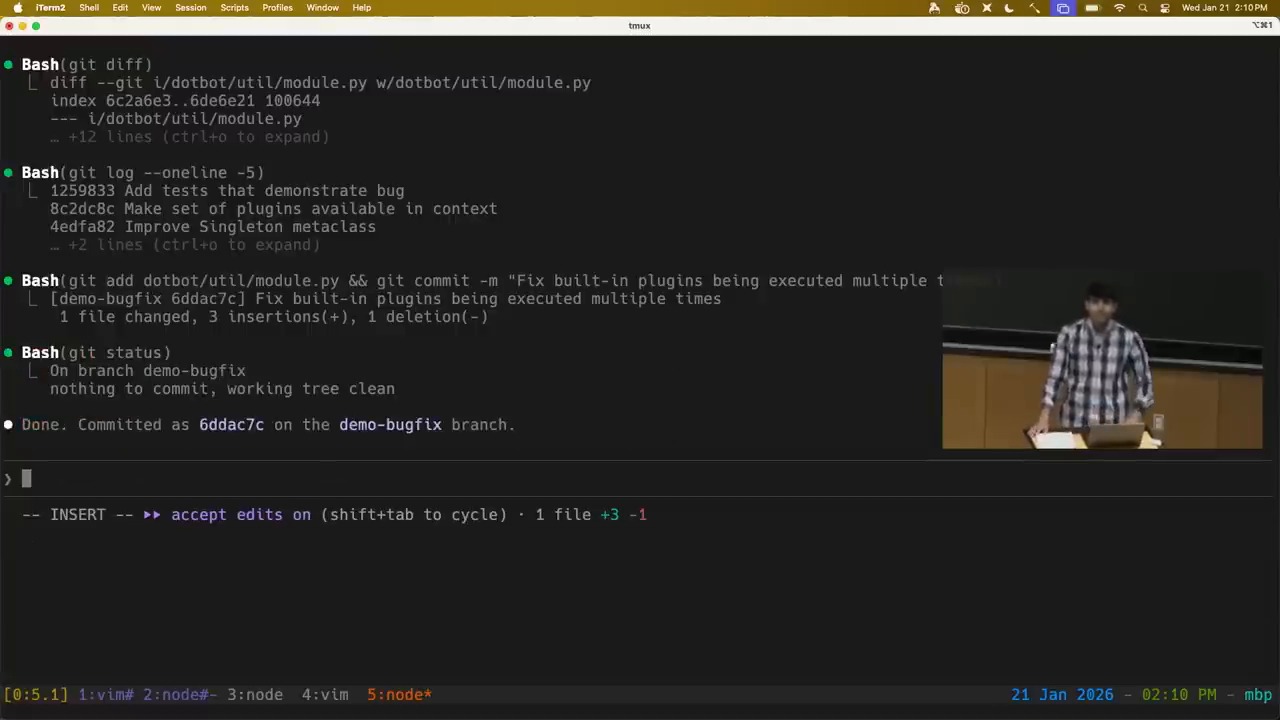 iTerm2 Shell Edit View Session Scripts Profiles Window Help Wed Jan 21 2:10 PM
tmux ⌥⌘1
● Bash(git diff)
⎿ diff --git i/dotbot/util/module.py w/dotbot/util/module.py
index 6c2a6e3..6de6e21 100644
--- i/dotbot/util/module.py
… +12 lines (ctrl+o to expand)
● Bash(git log --oneline -5)
⎿ 1259833 Add tests that demonstrate bug
8c2dc8c Make set of plugins available in context
4edfa82 Improve Singleton metaclass
… +2 lines (ctrl+o to expand)
● Bash(git add dotbot/util/module.py && git commit -m "Fix built-in plugins being executed multiple
⎿ [demo-bugfix 6ddac7c] Fix built-in plugins being executed multiple times
1 file changed, 3 insertions(+), 1 deletion(-)
● Bash(git status)
⎿ On branch demo-bugfix
nothing to commit, working tree clean
● Done. Committed as 6ddac7c on the demo-bugfix branch.
❯
-- INSERT -- ▸▸ accept edits on (shift+tab to cycle) · 1 file +3 -1
[0:5.1] 1:vim# 2:node#- 3:node 4:vim 5:node* 21 Jan 2026 - 02:10 PM - mbp